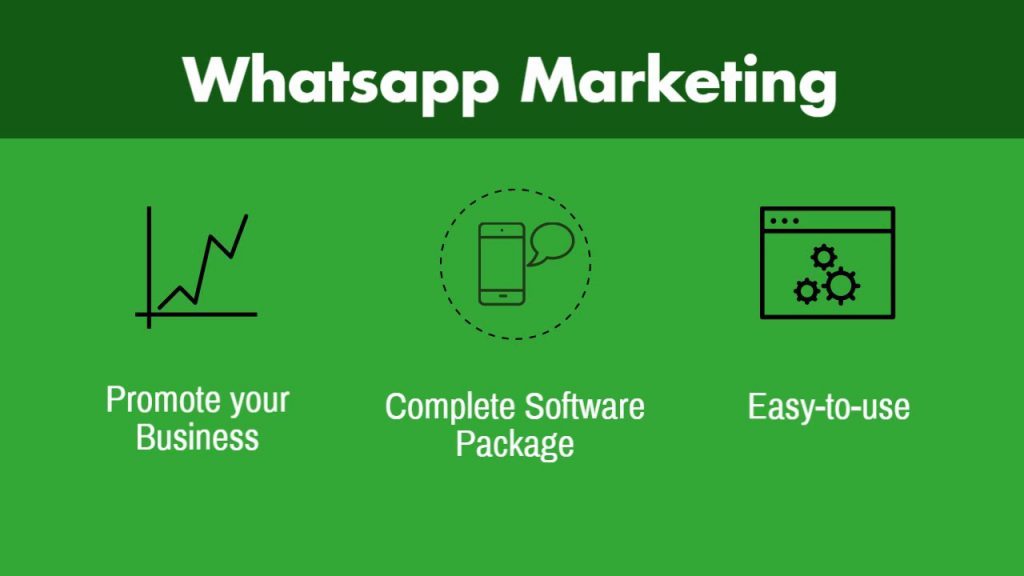 Whatsapp Marketing
Promote your
Business
Complete Software
Package
Easy-to-use